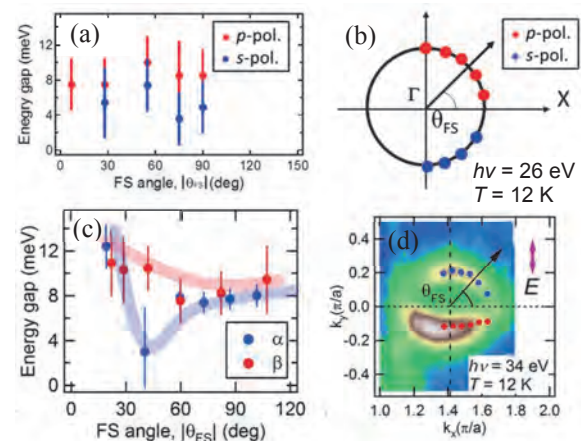 (a)
p-pol.
s-pol.
Enegry gap (meV)
12
8
4
0
0 30 60 90 120 150
FS angle, |θFS| (deg)
(b)
p-pol.
s-pol.
Γ
X
θFS
hν = 26 eV
T = 12 K
(c)
Energy gap (meV)
16
12
8
4
0
α
β
0 30 60 90 120
FS angle, |θFS| (deg)
(d)
E
θFS
ky(π/a)
0.4
0.2
0.0
-0.2
-0.4
hν = 34 eV
T = 12 K
1.0 1.2 1.4 1.6 1.8
kx(π/a)